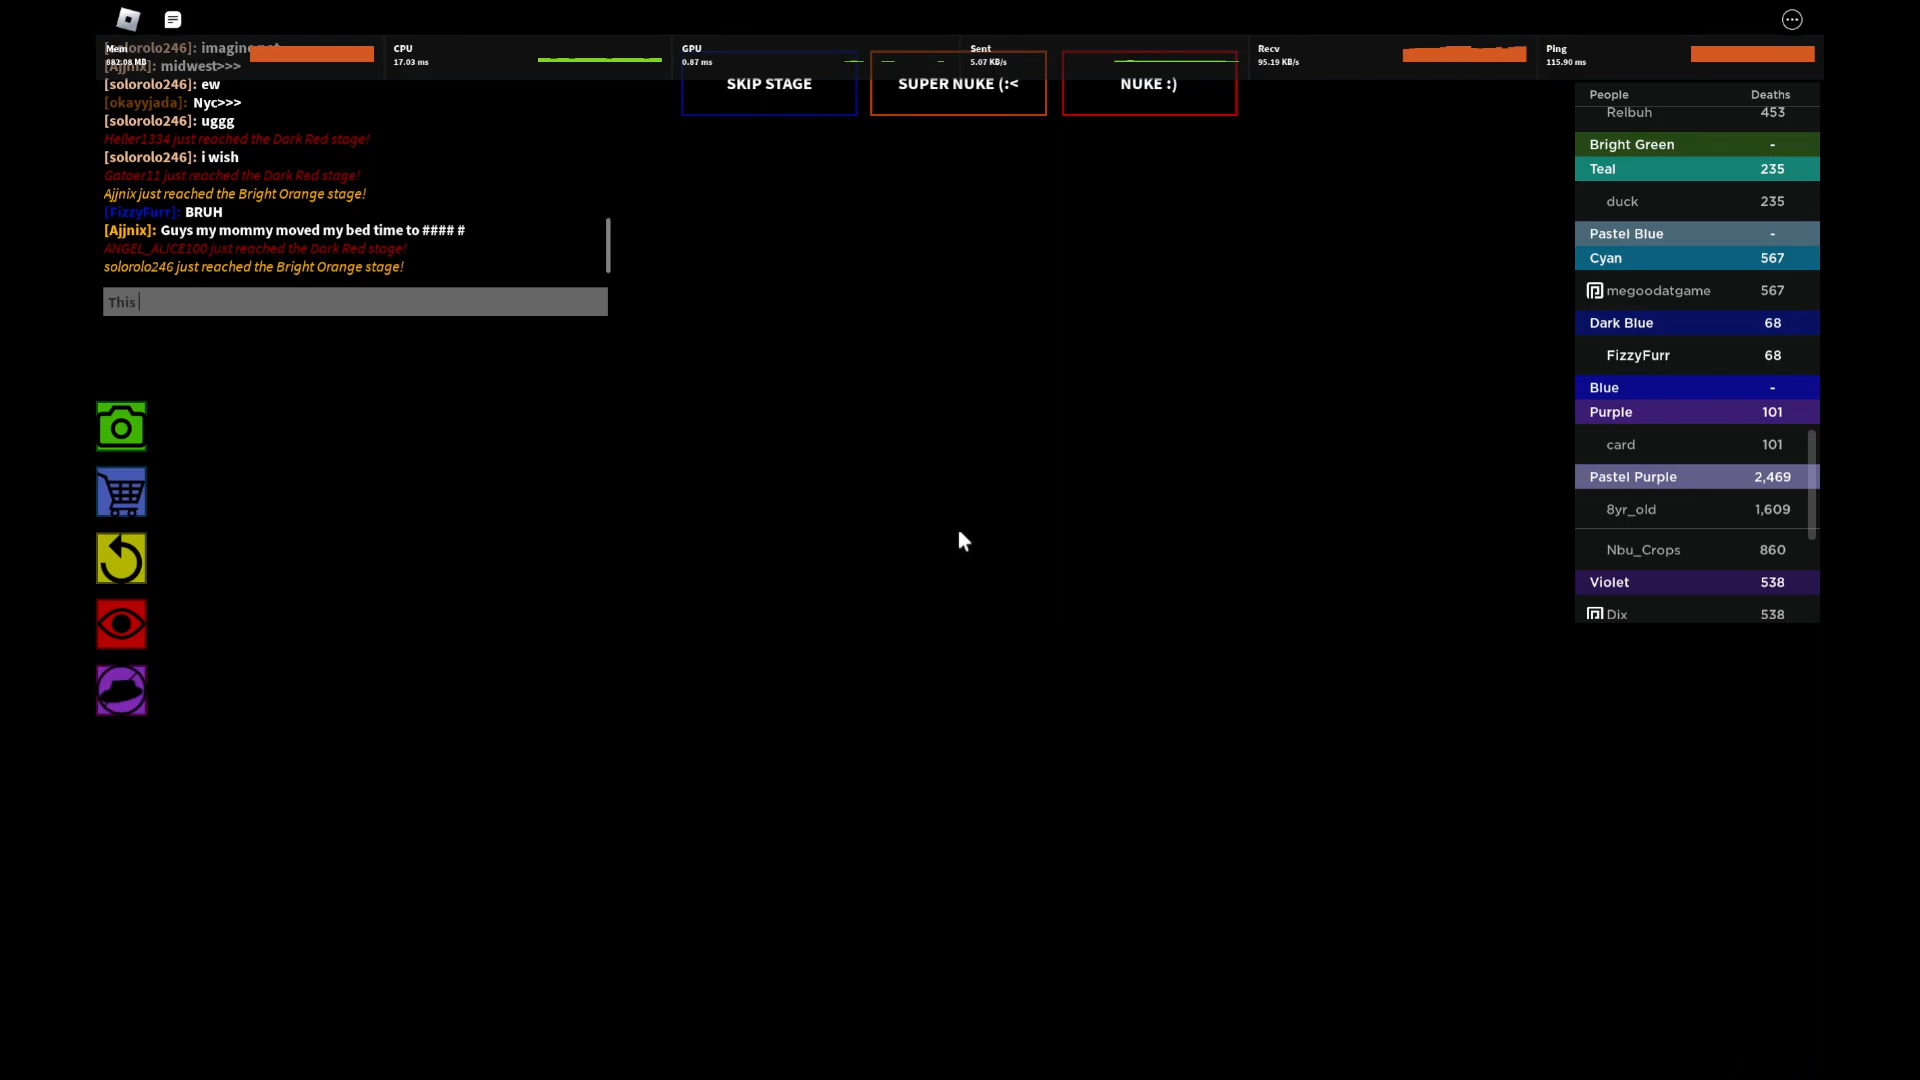 [solorolo246]: imagine not
Mem
882.08 MB
CPU
17.03 ms
GPU
0.87 ms
Sent
5.07 KB/s
Recv
95.19 KB/s
Ping
115.90 ms
[Ajjnix]: midwest>>>
[solorolo246]: ew
[okayyjada]: Nyc>>>
[solorolo246]: uggg
Heller1334 just reached the Dark Red stage!
[solorolo246]: i wish
Gatoer11 just reached the Dark Red stage!
Ajjnix just reached the Bright Orange stage!
[FizzyFurr]: BRUH
[Ajjnix]: Guys my mommy moved my bed time to #### #
ANGEL_ALICE100 just reached the Dark Red stage!
solorolo246 just reached the Bright Orange stage!
This
SKIP STAGE
SUPER NUKE (:<
NUKE :)
People Deaths
Relbuh 453
Bright Green -
Teal 235
duck 235
Pastel Blue -
Cyan 567
megoodatgame 567
Dark Blue 68
FizzyFurr 68
Blue -
Purple 101
card 101
Pastel Purple 2,469
8yr_old 1,609
Nbu_Crops 860
Violet 538
Dix 538